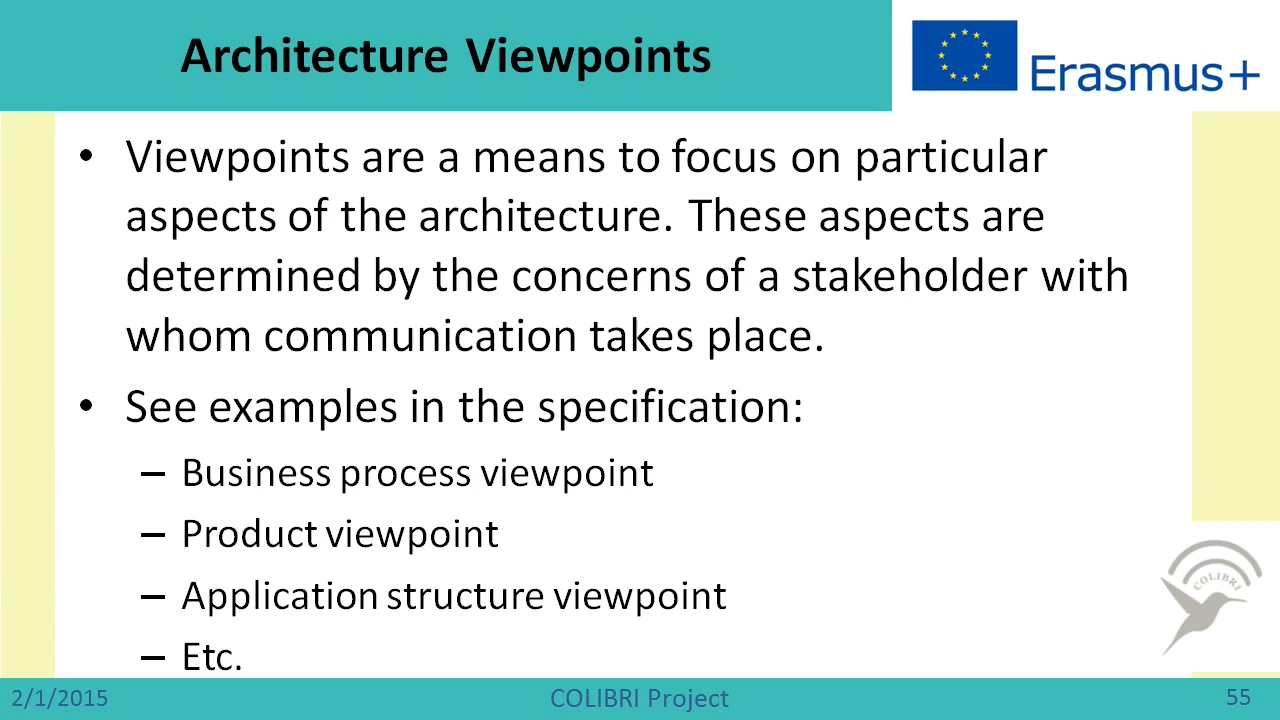 Architecture Viewpoints
Erasmus+
• Viewpoints are a means to focus on particular
aspects of the architecture. These aspects are
determined by the concerns of a stakeholder with
whom communication takes place.
• See examples in the specification:
– Business process viewpoint
– Product viewpoint
– Application structure viewpoint
– Etc.
COLIBRI
2/1/2015
COLIBRI Project
55